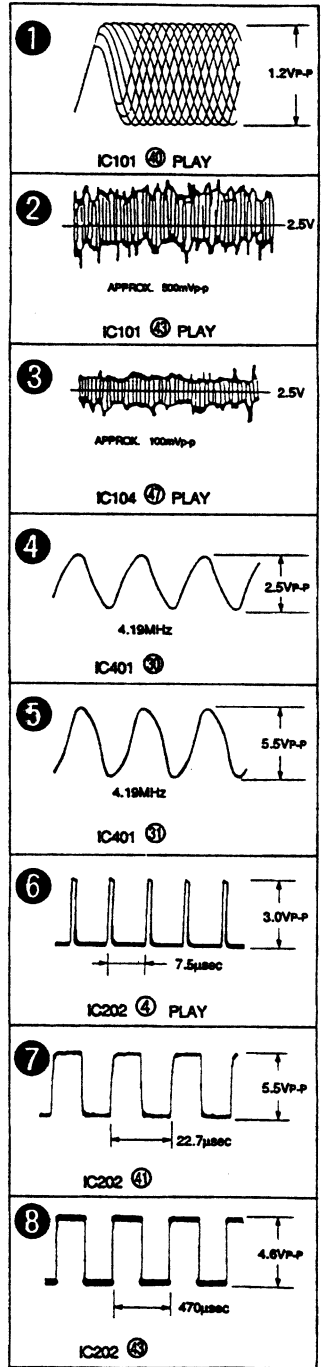 1
1.2VP-P
IC101 40 PLAY
2
2.5V
APPROX. 800mVp-p
IC101 43 PLAY
3
2.5V
APPROX. 100mVp-p
IC104 47 PLAY
4
2.5VP-P
4.19MHz
IC401 30
5
5.5VP-P
4.19MHz
IC401 31
6
3.0VP-P
7.5µsec
IC202 4 PLAY
7
5.5VP-P
22.7µsec
IC202 41
8
4.6VP-P
470µsec
IC202 43